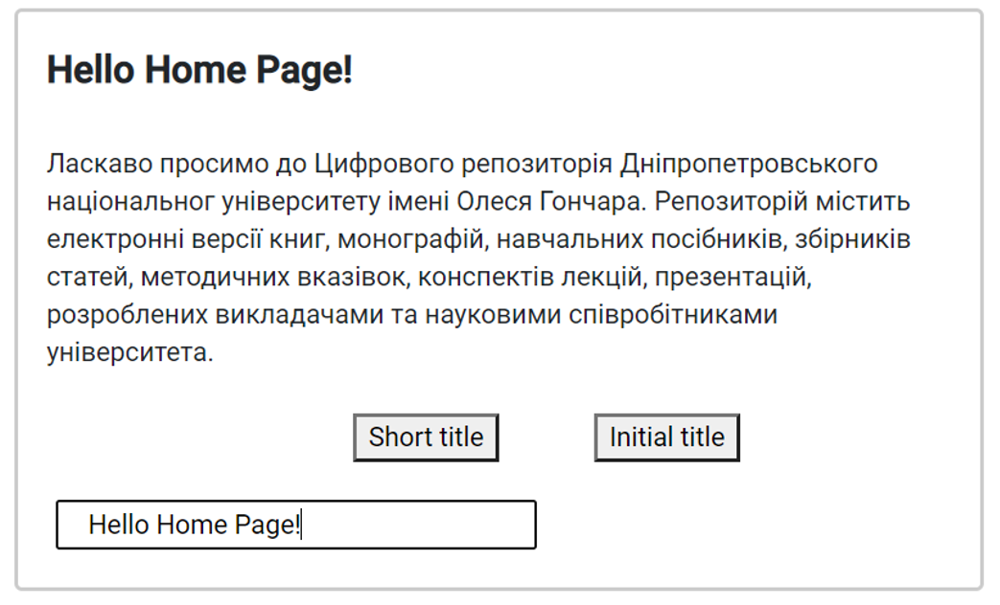 Hello Home Page!
Ласкаво просимо до Цифрового репозиторія Дніпропетровського
національног університету імені Олеся Гончара. Репозиторій містить
електронні версії книг, монографій, навчальних посібників, збірників
статей, методичних вказівок, конспектів лекцій, презентацій,
розроблених викладачами та науковими співробітниками
університета.
Short title Initial title
Hello Home Page!